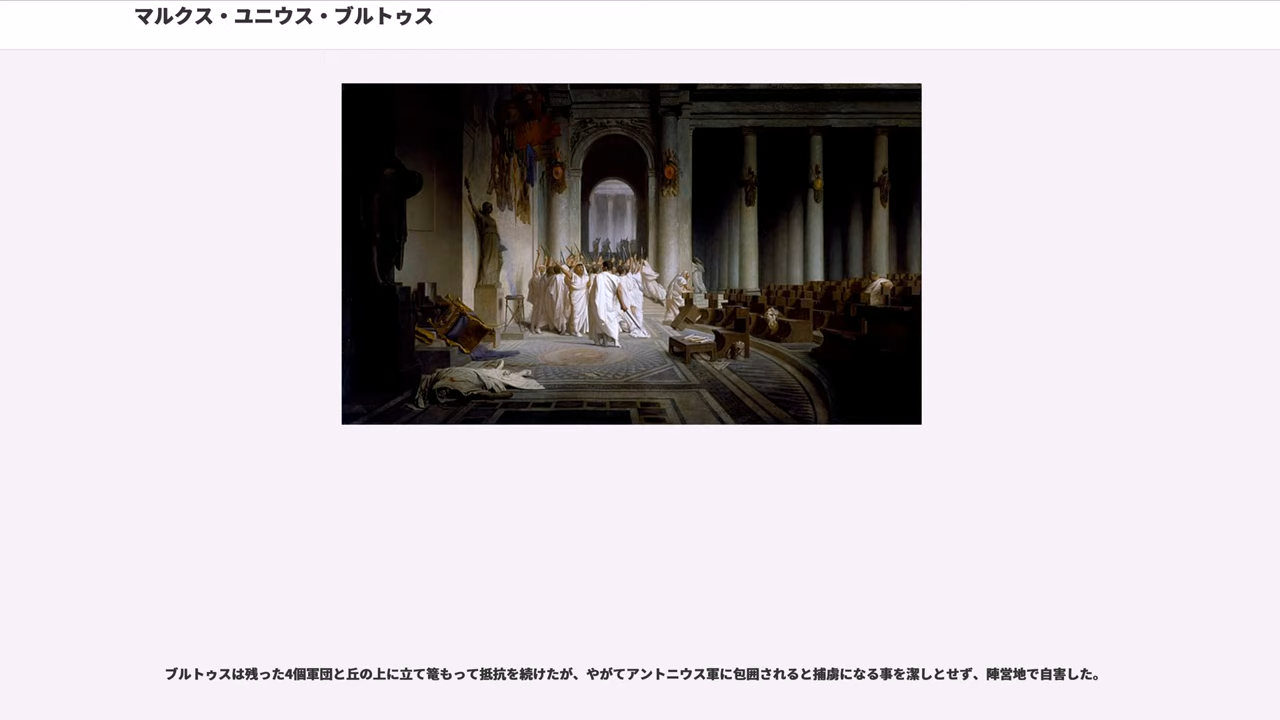 マルクス・ユニウス・ブルトゥス
ブルトゥスは残った4個軍団と丘の上に立て篭もって抵抗を続けたが、やがてアントニウス軍に包囲されると捕虜になる事を潔しとせず、陣営地で自害した。